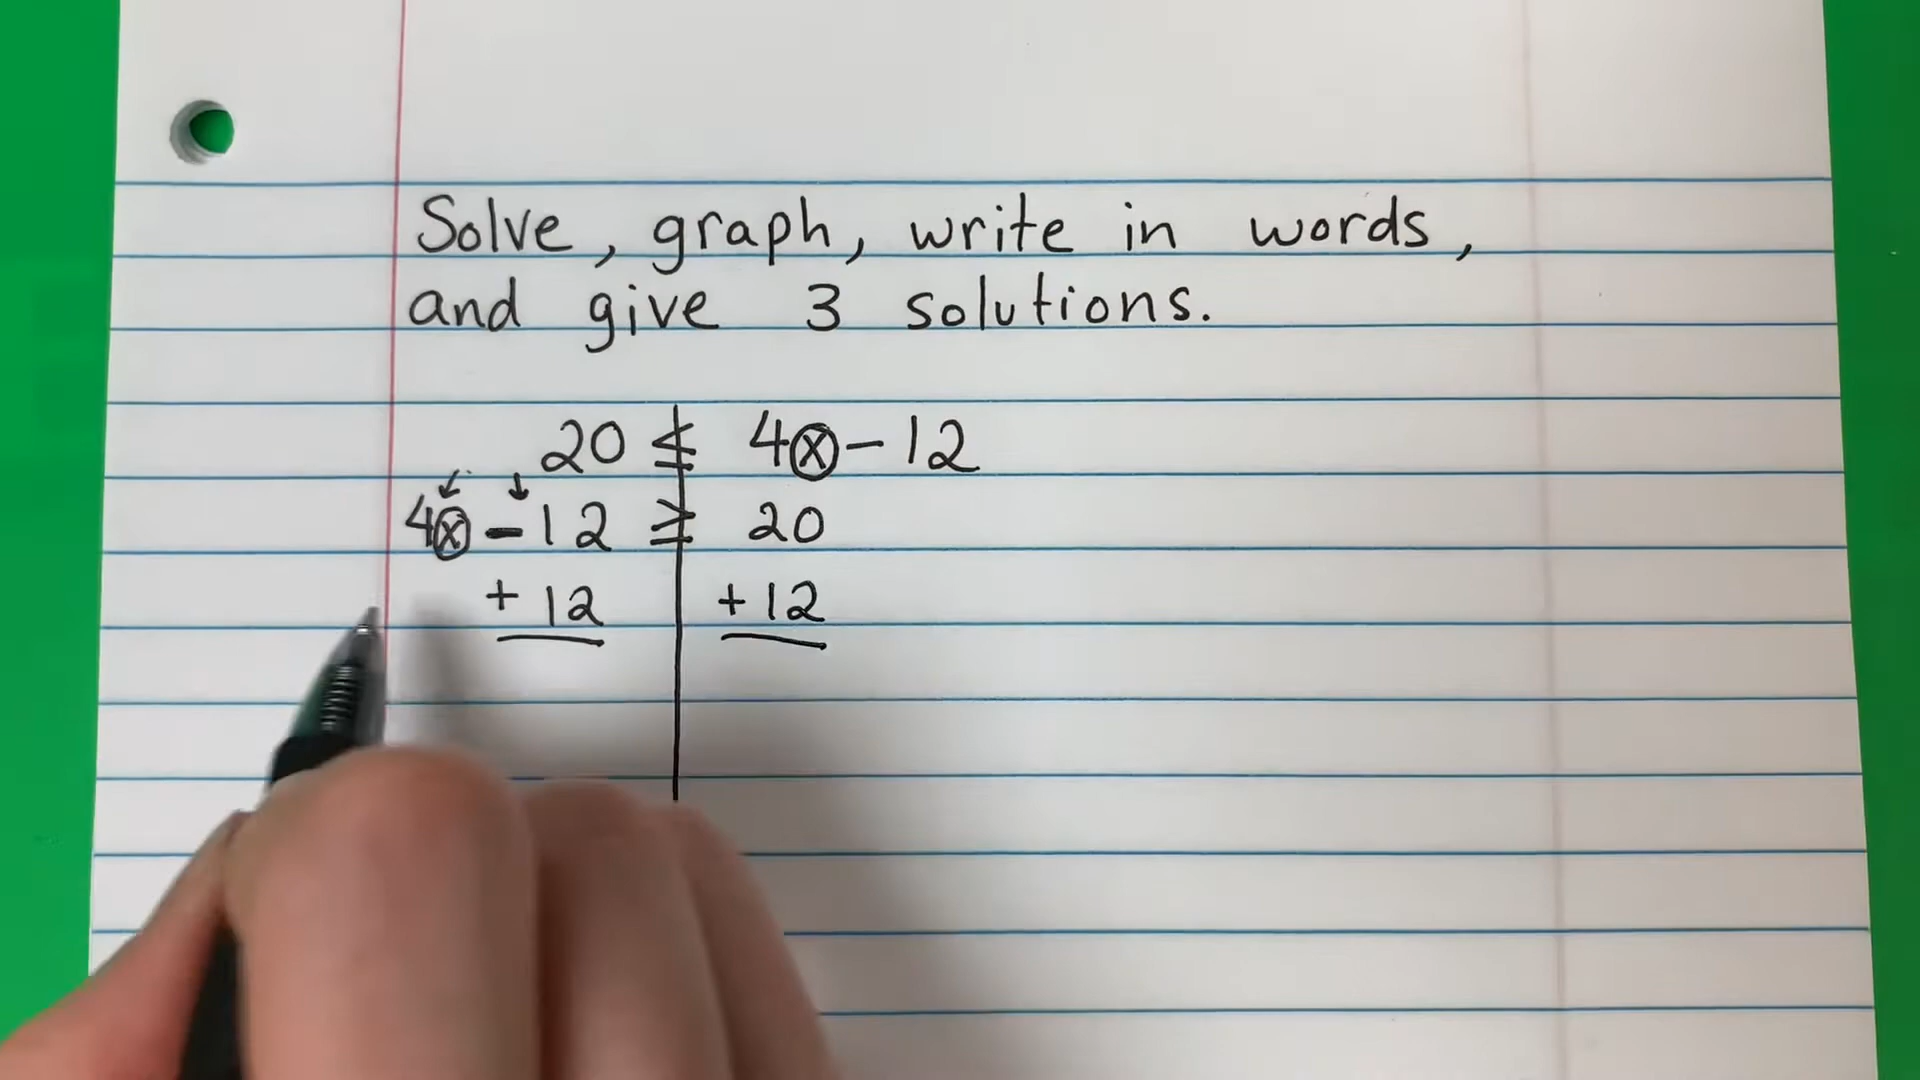 Solve, graph, write in words,
and give 3 solutions.
20 ≤ 4x - 12
4x - 12 ≥ 20
+ 12 + 12